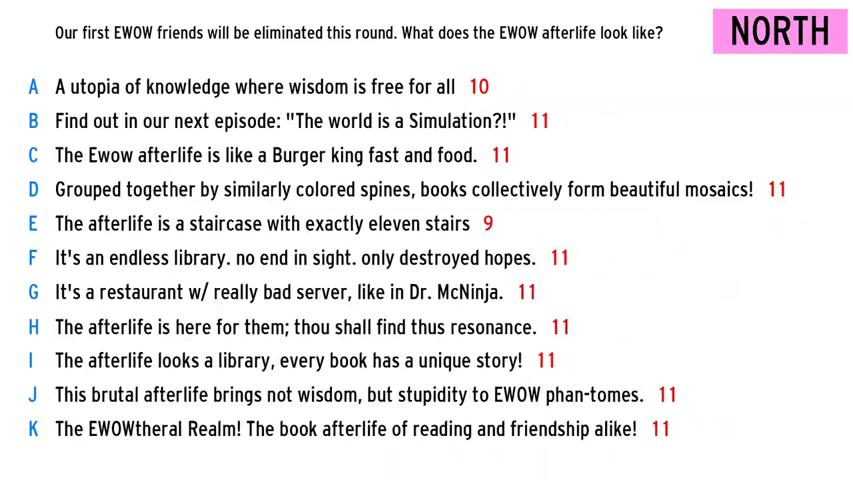 Our first EWOW friends will be eliminated this round. What does the EWOW afterlife look like?
NORTH
A A utopia of knowledge where wisdom is free for all 10
B Find out in our next episode: "The world is a Simulation?!" 11
C The Ewow afterlife is like a Burger king fast and food. 11
D Grouped together by similarly colored spines, books collectively form beautiful mosaics! 11
E The afterlife is a staircase with exactly eleven stairs 9
F It's an endless library. no end in sight. only destroyed hopes. 11
G It's a restaurant w/ really bad server, like in Dr. McNinja. 11
H The afterlife is here for them; thou shall find thus resonance. 11
I The afterlife looks a library, every book has a unique story! 11
J This brutal afterlife brings not wisdom, but stupidity to EWOW phan-tomes. 11
K The EWOWtheral Realm! The book afterlife of reading and friendship alike! 11